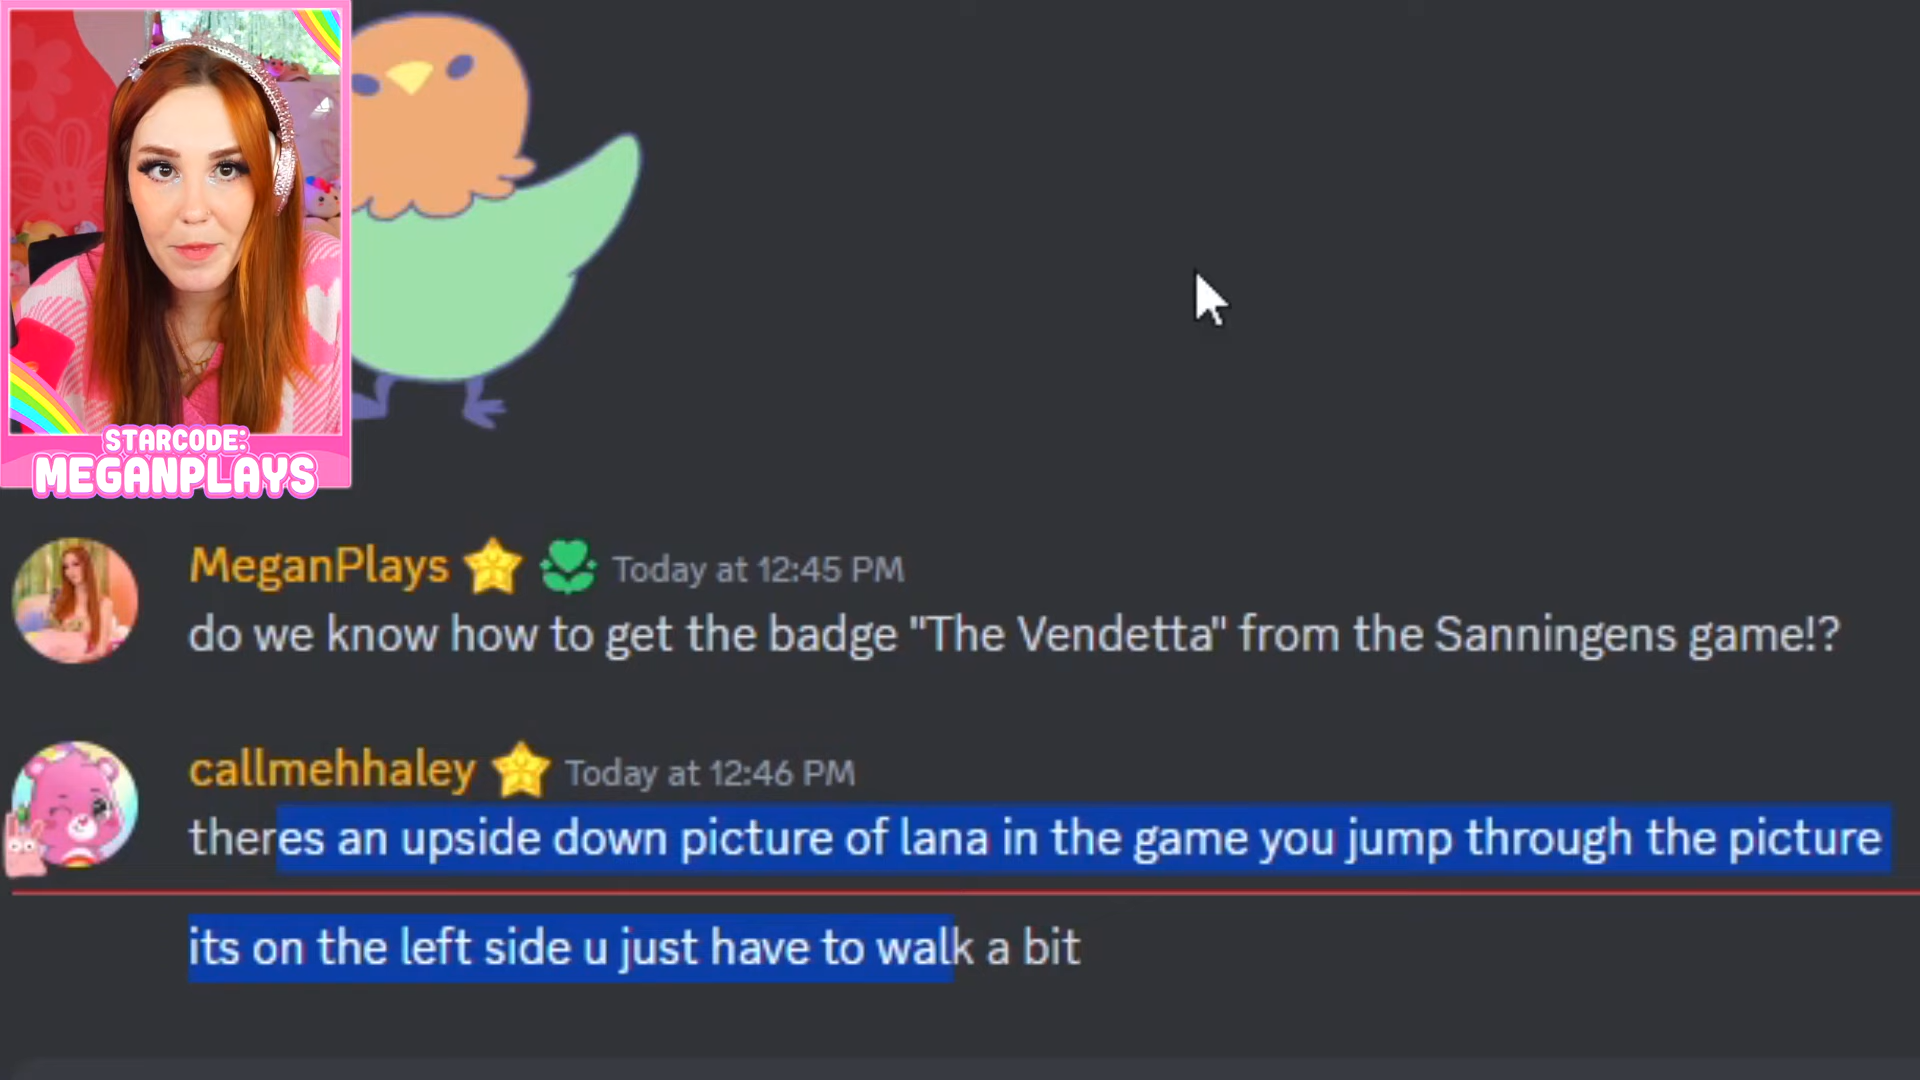 STARCODE:
MEGANPLAYS
MeganPlays Today at 12:45 PM
do we know how to get the badge "The Vendetta" from the Sanningens game!?
callmehhaley Today at 12:46 PM
theres an upside down picture of lana in the game you jump through the picture
its on the left side u just have to walk a bit